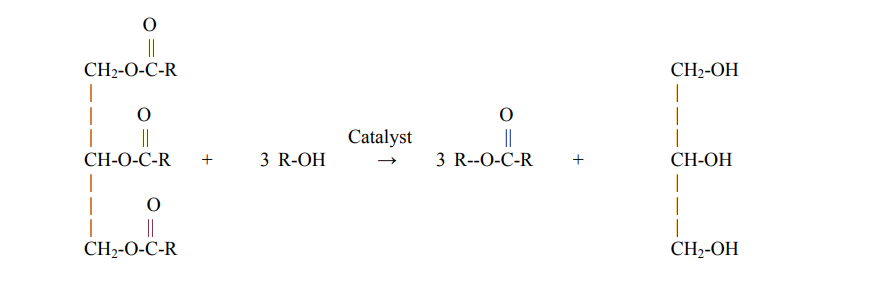 O
||
CH₂-O-C-R CH₂-OH
| |
| O O |
| || Catalyst || |
CH-O-C-R + 3 R-OH → 3 R--O-C-R + CH-OH
| |
| O |
| || |
CH₂-O-C-R CH₂-OH